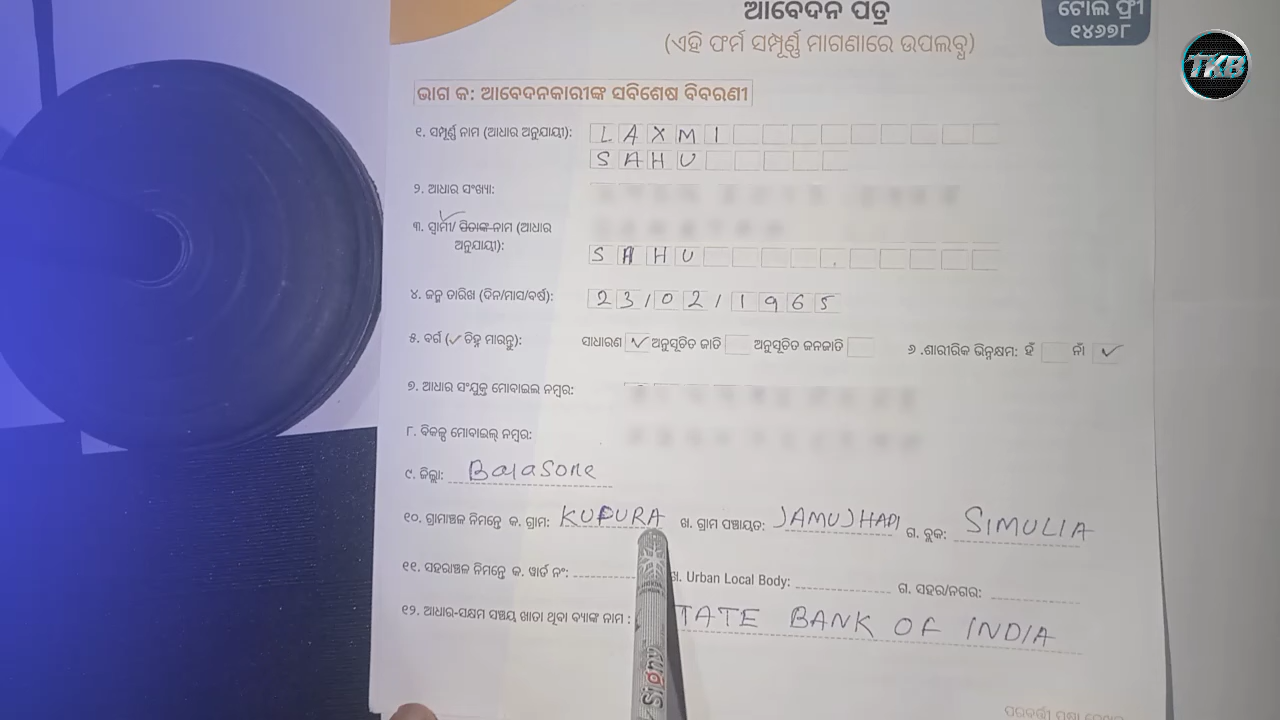 ଆବେଦନ ପତ୍ର
ଟୋଲ ଫ୍ରୀ
୧୪୬୭୮
(ଏହି ଫର୍ମ ସମ୍ପୂର୍ଣ୍ଣ ମାଗଣାରେ ଉପଲବ୍ଧ)
TKB
ଭାଗ କ: ଆବେଦନକାରୀଙ୍କ ସବିଶେଷ ବିବରଣୀ
୧. ସମ୍ପୂର୍ଣ୍ଣ ନାମ (ଆଧାର ଅନୁଯାୟୀ): LAXMI
SAHU
୨. ଆଧାର ସଂଖ୍ୟା:
୩. ସ୍ୱାମୀ/ ପିତାଙ୍କ ନାମ (ଆଧାର
ଅନୁଯାୟୀ): SAHU
୪. ଜନ୍ମ ତାରିଖ (ଦିନ/ମାସ/ବର୍ଷ): 23/02/1965
୫. ବର୍ଗ (✓ ଚିହ୍ନ ମାରନ୍ତୁ): ସାଧାରଣ ✓ ଅନୁସୂଚିତ ଜାତି ଅନୁସୂଚିତ ଜନଜାତି ୬.ଶାରୀରିକ ଭିନ୍ନକ୍ଷମ: ହଁ ନାଁ ✓
୭. ଆଧାର ସଂଯୁକ୍ତ ମୋବାଇଲ ନମ୍ବର:
୮. ବିକଳ୍ପ ମୋବାଇଲ୍ ନମ୍ବର:
୯. ଜିଲ୍ଲା: Balasore
୧୦. ଗ୍ରାମାଞ୍ଚଳ ନିମନ୍ତେ କ. ଗ୍ରାମ: KUPURA ଖ. ଗ୍ରାମ ପଞ୍ଚାୟତ: JAMUJHADI ଗ. ବ୍ଲକ: SIMULIA
୧୧. ସହରାଞ୍ଚଳ ନିମନ୍ତେ କ. ୱାର୍ଡ ନଂ: ଖ. Urban Local Body: ଗ. ସହର/ନଗର:
୧୨. ଆଧାର-ସକ୍ଷମ ସଞ୍ଚୟ ଖାତା ଥିବା ବ୍ୟାଙ୍କ ନାମ : TATE BANK OF INDIA
Signy